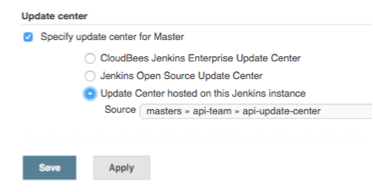 Update center
Specify update center for Master
CloudBees Jenkins Enterprise Update Center
Jenkins Open Source Update Center
Update Center hosted on this Jenkins instance
Source masters » api-team » api-update-center
Save Apply